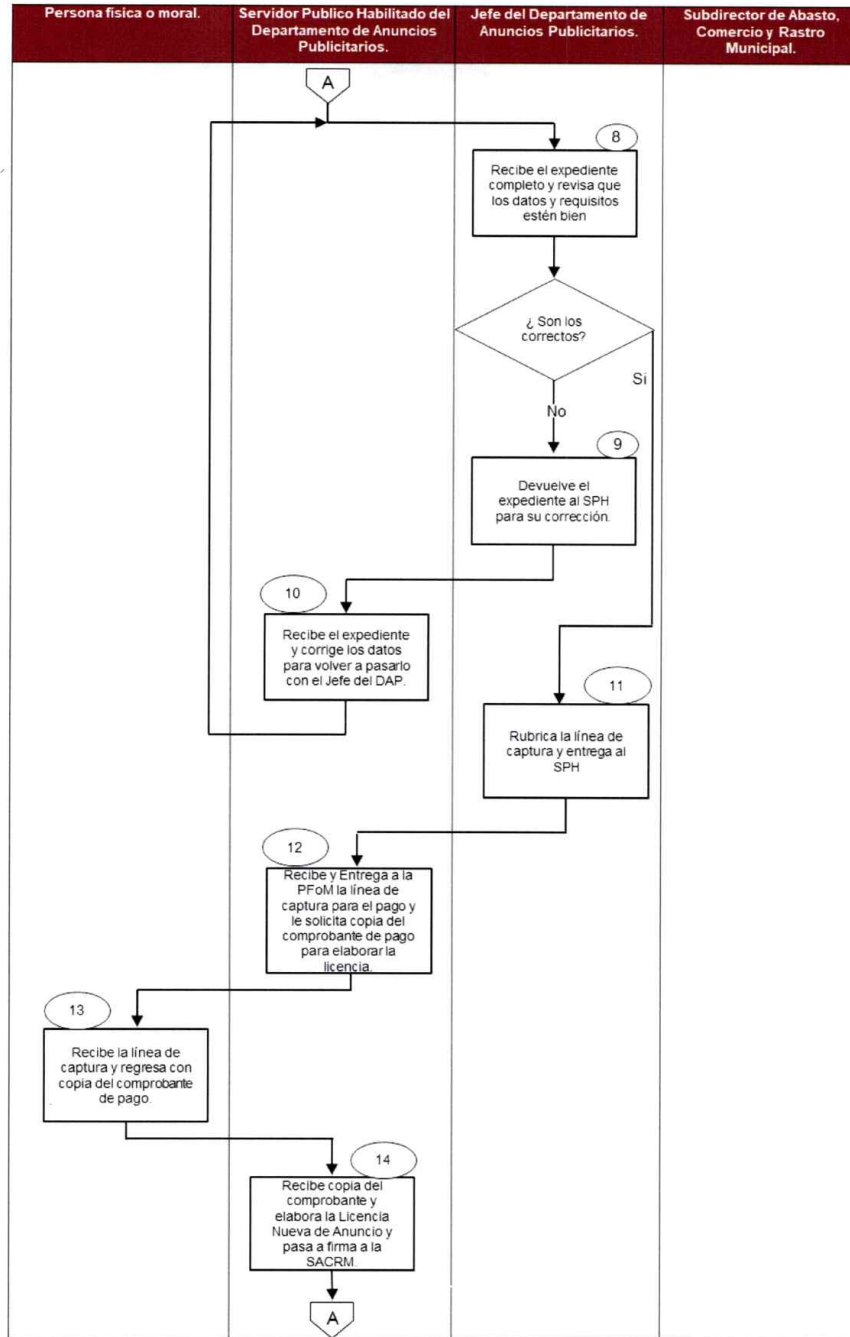 Persona fisica o moral.
Servidor Publico Habilitado del
Departamento de Anuncios
Publicitarios.
Jefe del Departamento de
Anuncios Publicitarios.
Subdirector de Abasto,
Comercio y Rastro
Municipal.
A
8
Recibe el expediente
completo y revisa que
los datos y requisitos
estén bien
¿ Son los
correctos?
Si
No
9
Devuelve el
expediente al SPH
para su corrección.
10
Recibe el expediente
y corrige los datos
para volver a pasarlo
con el Jefe del DAP.
11
Rubrica la línea de
captura y entrega al
SPH
12
Recibe y Entrega a la
PFoM la línea de
captura para el pago y
le solicita copia del
comprobante de pago
para elaborar la
licencia.
13
Recibe la línea de
captura y regresa con
copia del comprobante
de pago.
14
Recibe copia del
comprobante y
elabora la Licencia
Nueva de Anuncio y
pasa a firma a la
SACRM.
A